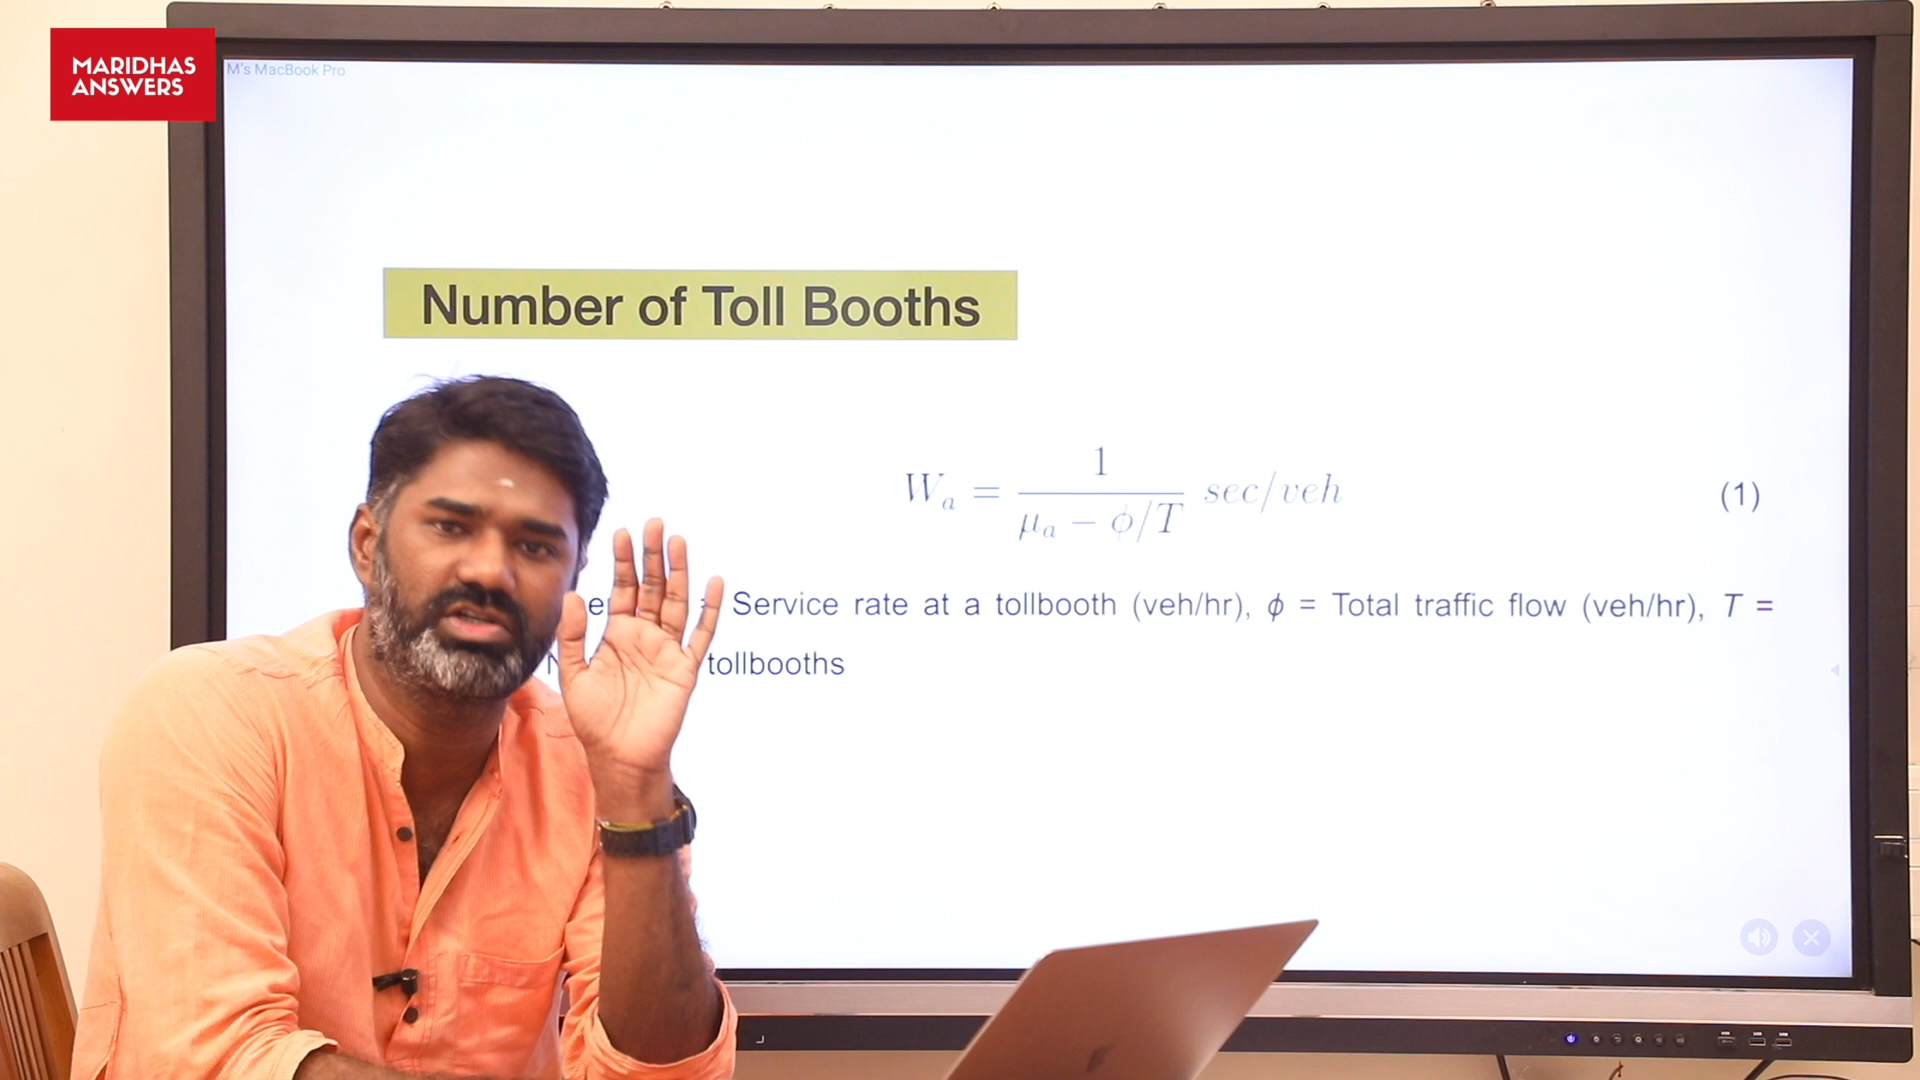 MARIDHAS
ANSWERS
M's MacBook Pro
Number of Toll Booths
W_a = 1 / (μ_a − ϕ/T) sec/veh (1)
Service rate at a tollbooth (veh/hr), ϕ = Total traffic flow (veh/hr), T =
tollbooths